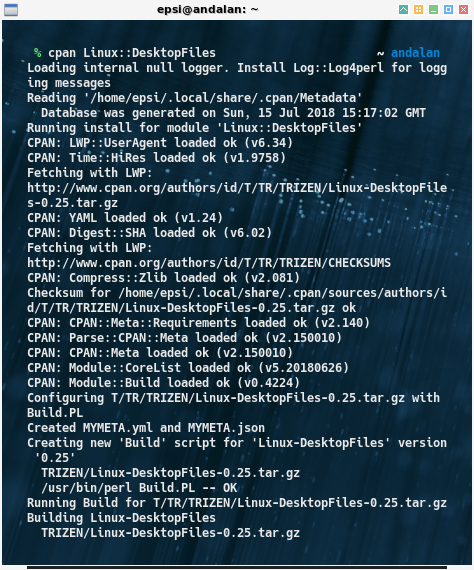 epsi@andalan: ~
% cpan Linux::DesktopFiles ~ andalan
Loading internal null logger. Install Log::Log4perl for logg
ing messages
Reading '/home/epsi/.local/share/.cpan/Metadata'
  Database was generated on Sun, 15 Jul 2018 15:17:02 GMT
Running install for module 'Linux::DesktopFiles'
CPAN: LWP::UserAgent loaded ok (v6.34)
CPAN: Time::HiRes loaded ok (v1.9758)
Fetching with LWP:
http://www.cpan.org/authors/id/T/TR/TRIZEN/Linux-DesktopFile
s-0.25.tar.gz
CPAN: YAML loaded ok (v1.24)
CPAN: Digest::SHA loaded ok (v6.02)
Fetching with LWP:
http://www.cpan.org/authors/id/T/TR/TRIZEN/CHECKSUMS
CPAN: Compress::Zlib loaded ok (v2.081)
Checksum for /home/epsi/.local/share/.cpan/sources/authors/i
d/T/TR/TRIZEN/Linux-DesktopFiles-0.25.tar.gz ok
CPAN: CPAN::Meta::Requirements loaded ok (v2.140)
CPAN: Parse::CPAN::Meta loaded ok (v2.150010)
CPAN: CPAN::Meta loaded ok (v2.150010)
CPAN: Module::CoreList loaded ok (v5.20180626)
CPAN: Module::Build loaded ok (v0.4224)
Configuring T/TR/TRIZEN/Linux-DesktopFiles-0.25.tar.gz with
Build.PL
Created MYMETA.yml and MYMETA.json
Creating new 'Build' script for 'Linux-DesktopFiles' version
 '0.25'
  TRIZEN/Linux-DesktopFiles-0.25.tar.gz
  /usr/bin/perl Build.PL -- OK
Running Build for T/TR/TRIZEN/Linux-DesktopFiles-0.25.tar.gz
Building Linux-DesktopFiles
  TRIZEN/Linux-DesktopFiles-0.25.tar.gz